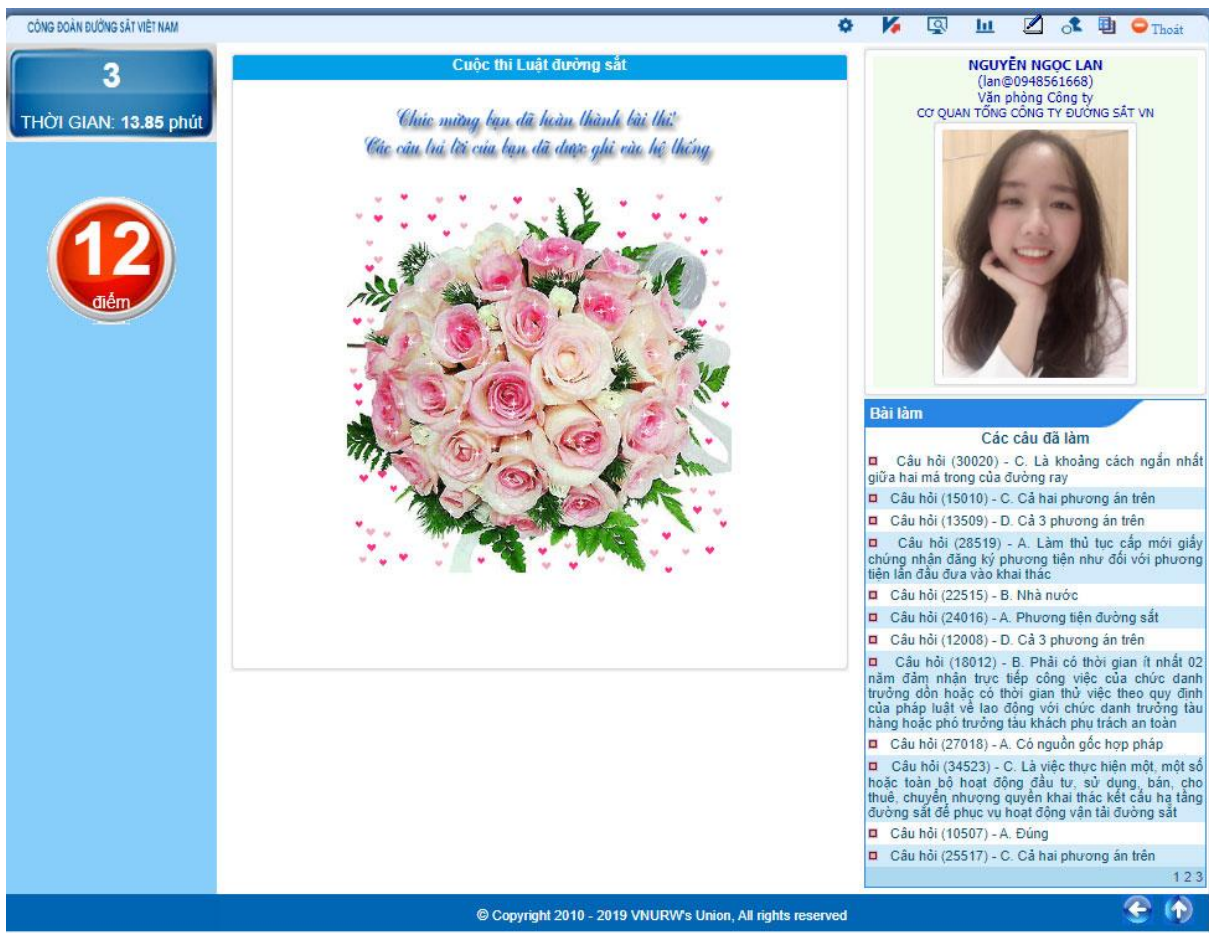 CÔNG ĐOÀN ĐƯỜNG SẮT VIỆT NAM
Thoát
3
THỜI GIAN: 13.85 phút
12
điểm
Cuộc thi Luật đường sắt
Chúc mừng bạn đã hoàn thành bài thi!
Các câu trả lời của bạn đã được ghi vào hệ thống
NGUYỄN NGỌC LAN
(lan@0948561668)
Văn phòng Công ty
CƠ QUAN TỔNG CÔNG TY ĐƯỜNG SẮT VN
Bài làm
Các câu đã làm
Câu hỏi (30020) - C. Là khoảng cách ngắn nhất
giữa hai má trong của đường ray
Câu hỏi (15010) - C. Cả hai phương án trên
Câu hỏi (13509) - D. Cả 3 phương án trên
Câu hỏi (28519) - A. Làm thủ tục cấp mới giấy
chứng nhận đăng ký phương tiện như đối với phương
tiện lần đầu đưa vào khai thác
Câu hỏi (22515) - B. Nhà nước
Câu hỏi (24016) - A. Phương tiện đường sắt
Câu hỏi (12008) - D. Cả 3 phương án trên
Câu hỏi (18012) - B. Phải có thời gian ít nhất 02
năm đảm nhận trực tiếp công việc của chức danh
trưởng dồn hoặc có thời gian thử việc theo quy định
của pháp luật về lao động với chức danh trưởng tàu
hàng hoặc phó trưởng tàu khách phụ trách an toàn
Câu hỏi (27018) - A. Có nguồn gốc hợp pháp
Câu hỏi (34523) - C. Là việc thực hiện một, một số
hoặc toàn bộ hoạt động đầu tư, sử dụng, bán, cho
thuê, chuyển nhượng quyền khai thác kết cấu hạ tầng
đường sắt để phục vụ hoạt động vận tải đường sắt
Câu hỏi (10507) - A. Đúng
Câu hỏi (25517) - C. Cả hai phương án trên
1 2 3
© Copyright 2010 - 2019 VNURW's Union, All rights reserved